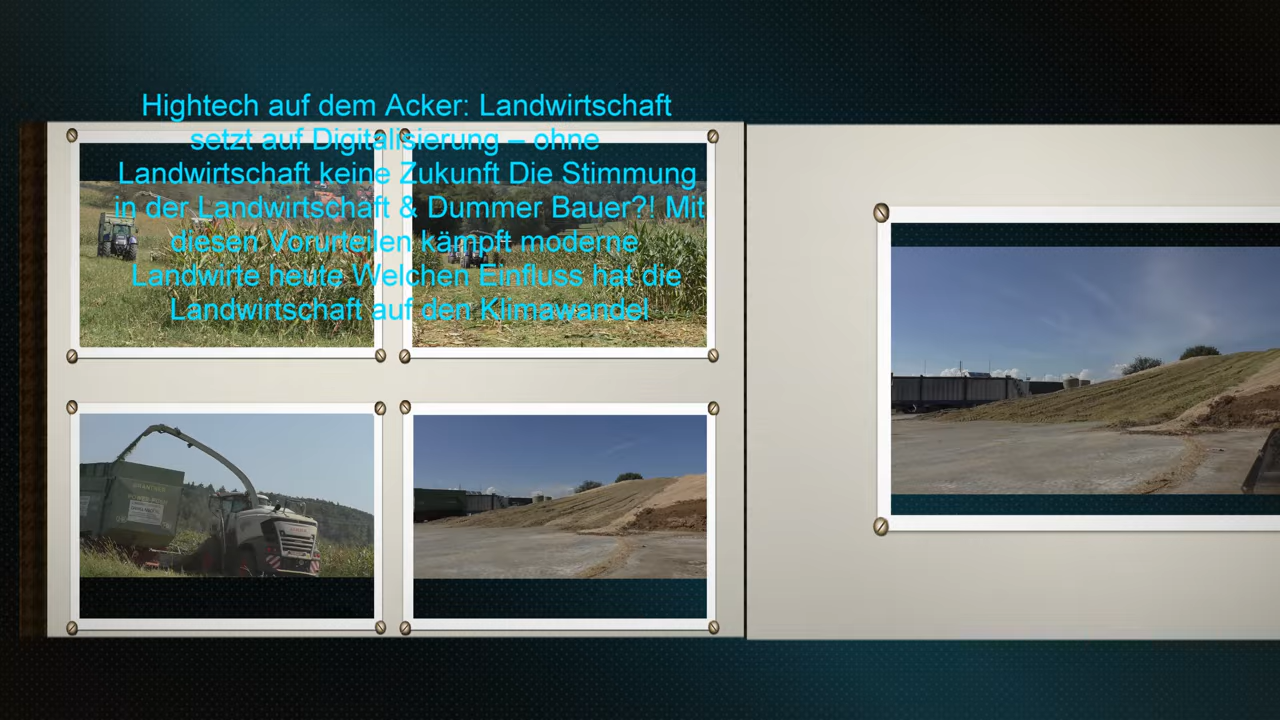 Hightech auf dem Acker: Landwirtschaft
setzt auf Digitalisierung – ohne
Landwirtschaft keine Zukunft Die Stimmung
in der Landwirtschaft & Dummer Bauer?! Mit
diesen Vorurteilen kämpft moderne
Landwirte heute Welchen Einfluss hat die
Landwirtschaft auf den Klimawandel